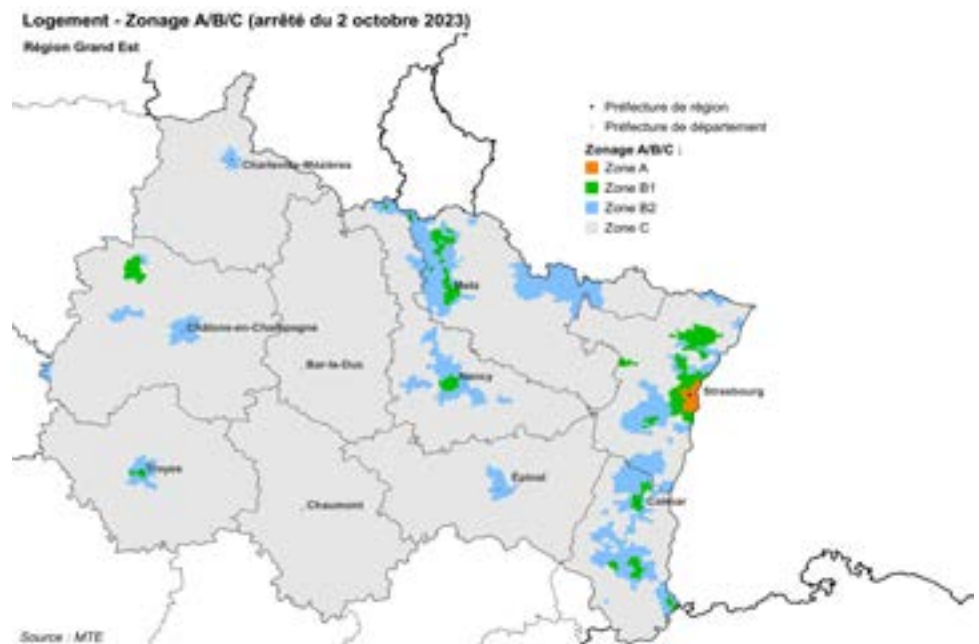 Logement - Zonage A/B/C (arrêté du 2 octobre 2023)
Région Grand Est
Préfecture de région
Préfecture de département
Zonage A/B/C :
Zone A
Zone B1
Zone B2
Zone C
Charleville-Mézières
Metz
Châlons-en-Champagne
Bar-le-Duc
Nancy
Strasbourg
Troyes
Épinal
Chaumont
Colmar
Source : MTE